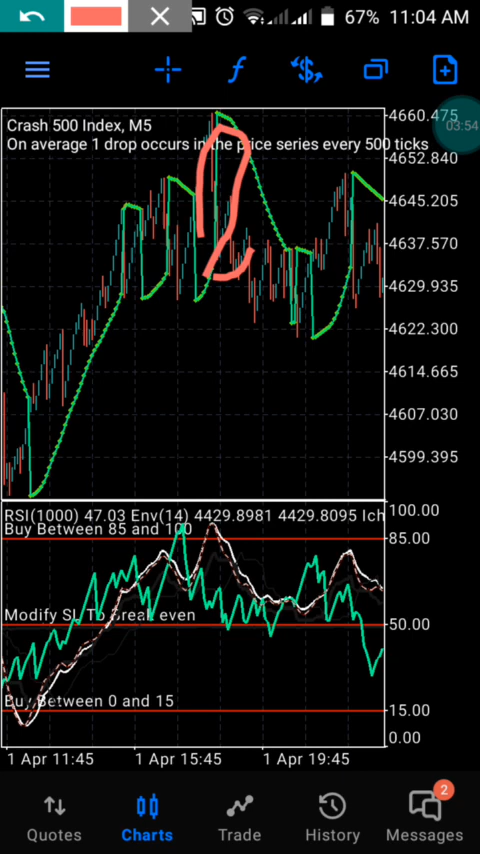 67% 11:04 AM
Crash 500 Index, M5
On average 1 drop occurs in the price series every 500 ticks
4660.475
03:54
4652.840
4645.205
4637.570
4629.935
4622.300
4614.665
4607.030
4599.395
RSI(1000) 47.03 Env(14) 4429.8981 4429.8095 Ich
100.00
Buy Between 85 and 100
85.00
Modify SL To Break even
50.00
Buy Between 0 and 15
15.00
0.00
1 Apr 11:45 1 Apr 15:45 1 Apr 19:45
2
Quotes Charts Trade History Messages